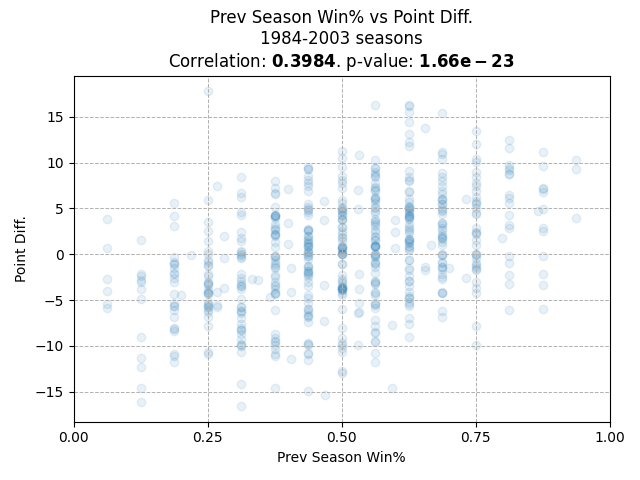 Prev Season Win% vs Point Diff.
1984-2003 seasons
Correlation: 0.3984. p-value: 1.66e − 23
Point Diff.
15
10
5
0
−5
−10
−15
0.00
0.25
0.50
0.75
1.00
Prev Season Win%